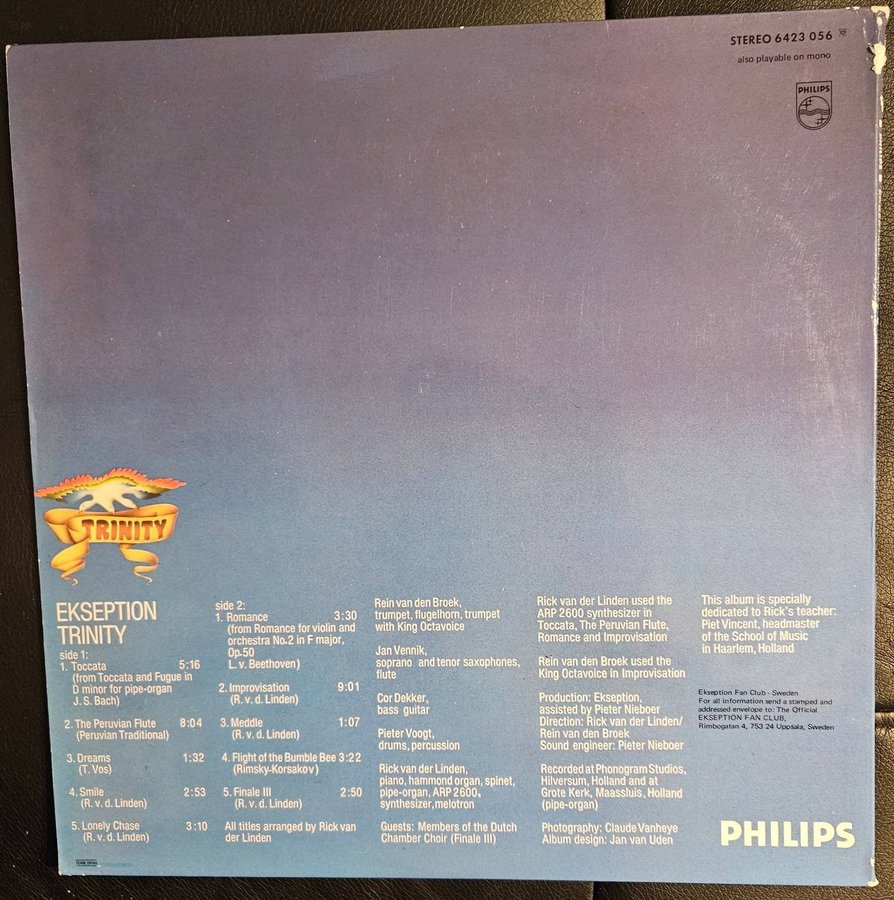 STEREO 6423 056
also playable on mono
PHILIPS
TRINITY
EKSEPTION
TRINITY
side 1:
1. Toccata 5:16
(from Toccata and Fugue in
D minor for pipe-organ
J. S. Bach)
2. The Peruvian Flute 8:04
(Peruvian Traditional)
3. Dreams 1:32
(T. Vos)
4. Smile 2:53
(R. v. d. Linden)
5. Lonely Chase 3:10
(R. v. d. Linden)
side 2:
1. Romance 3:30
(from Romance for violin and
orchestra No.2 in F major,
Op.50
L. v. Beethoven)
2. Improvisation 9:01
(R. v. d. Linden)
3. Meddle 1:07
(R. v. d. Linden)
4. Flight of the Bumble Bee 3:22
(Rimsky-Korsakov)
5. Finale III 2:50
(R. v. d. Linden)
All titles arranged by Rick van
der Linden
Rein van den Broek,
trumpet, flugelhorn, trumpet
with King Octavoice
Jan Vennik,
soprano and tenor saxophones,
flute
Cor Dekker,
bass guitar
Pieter Voogt,
drums, percussion
Rick van der Linden,
piano, hammond organ, spinet,
pipe-organ, ARP 2600,
synthesizer, melotron
Guests: Members of the Dutch
Chamber Choir (Finale III)
Rick van der Linden used the
ARP 2600 synthesizer in
Toccata, The Peruvian Flute,
Romance and Improvisation
Rein van den Broek used the
King Octavoice in Improvisation
Production: Ekseption,
assisted by Pieter Nieboer
Direction: Rick van der Linden/
Rein van den Broek
Sound engineer: Pieter Nieboer
Recorded at Phonogram Studios,
Hilversum, Holland and at
Grote Kerk, Maassluis, Holland
(pipe-organ)
Photography: Claude Vanheye
Album design: Jan van Uden
This album is specially
dedicated to Rick's teacher:
Piet Vincent, headmaster
of the School of Music
in Haarlem, Holland
Ekseption Fan Club - Sweden
For all information send a stamped and
addressed envelope to: The Official
EKSEPTION FAN CLUB,
Rimbogatan 4, 753 24 Uppsala, Sweden
PHILIPS